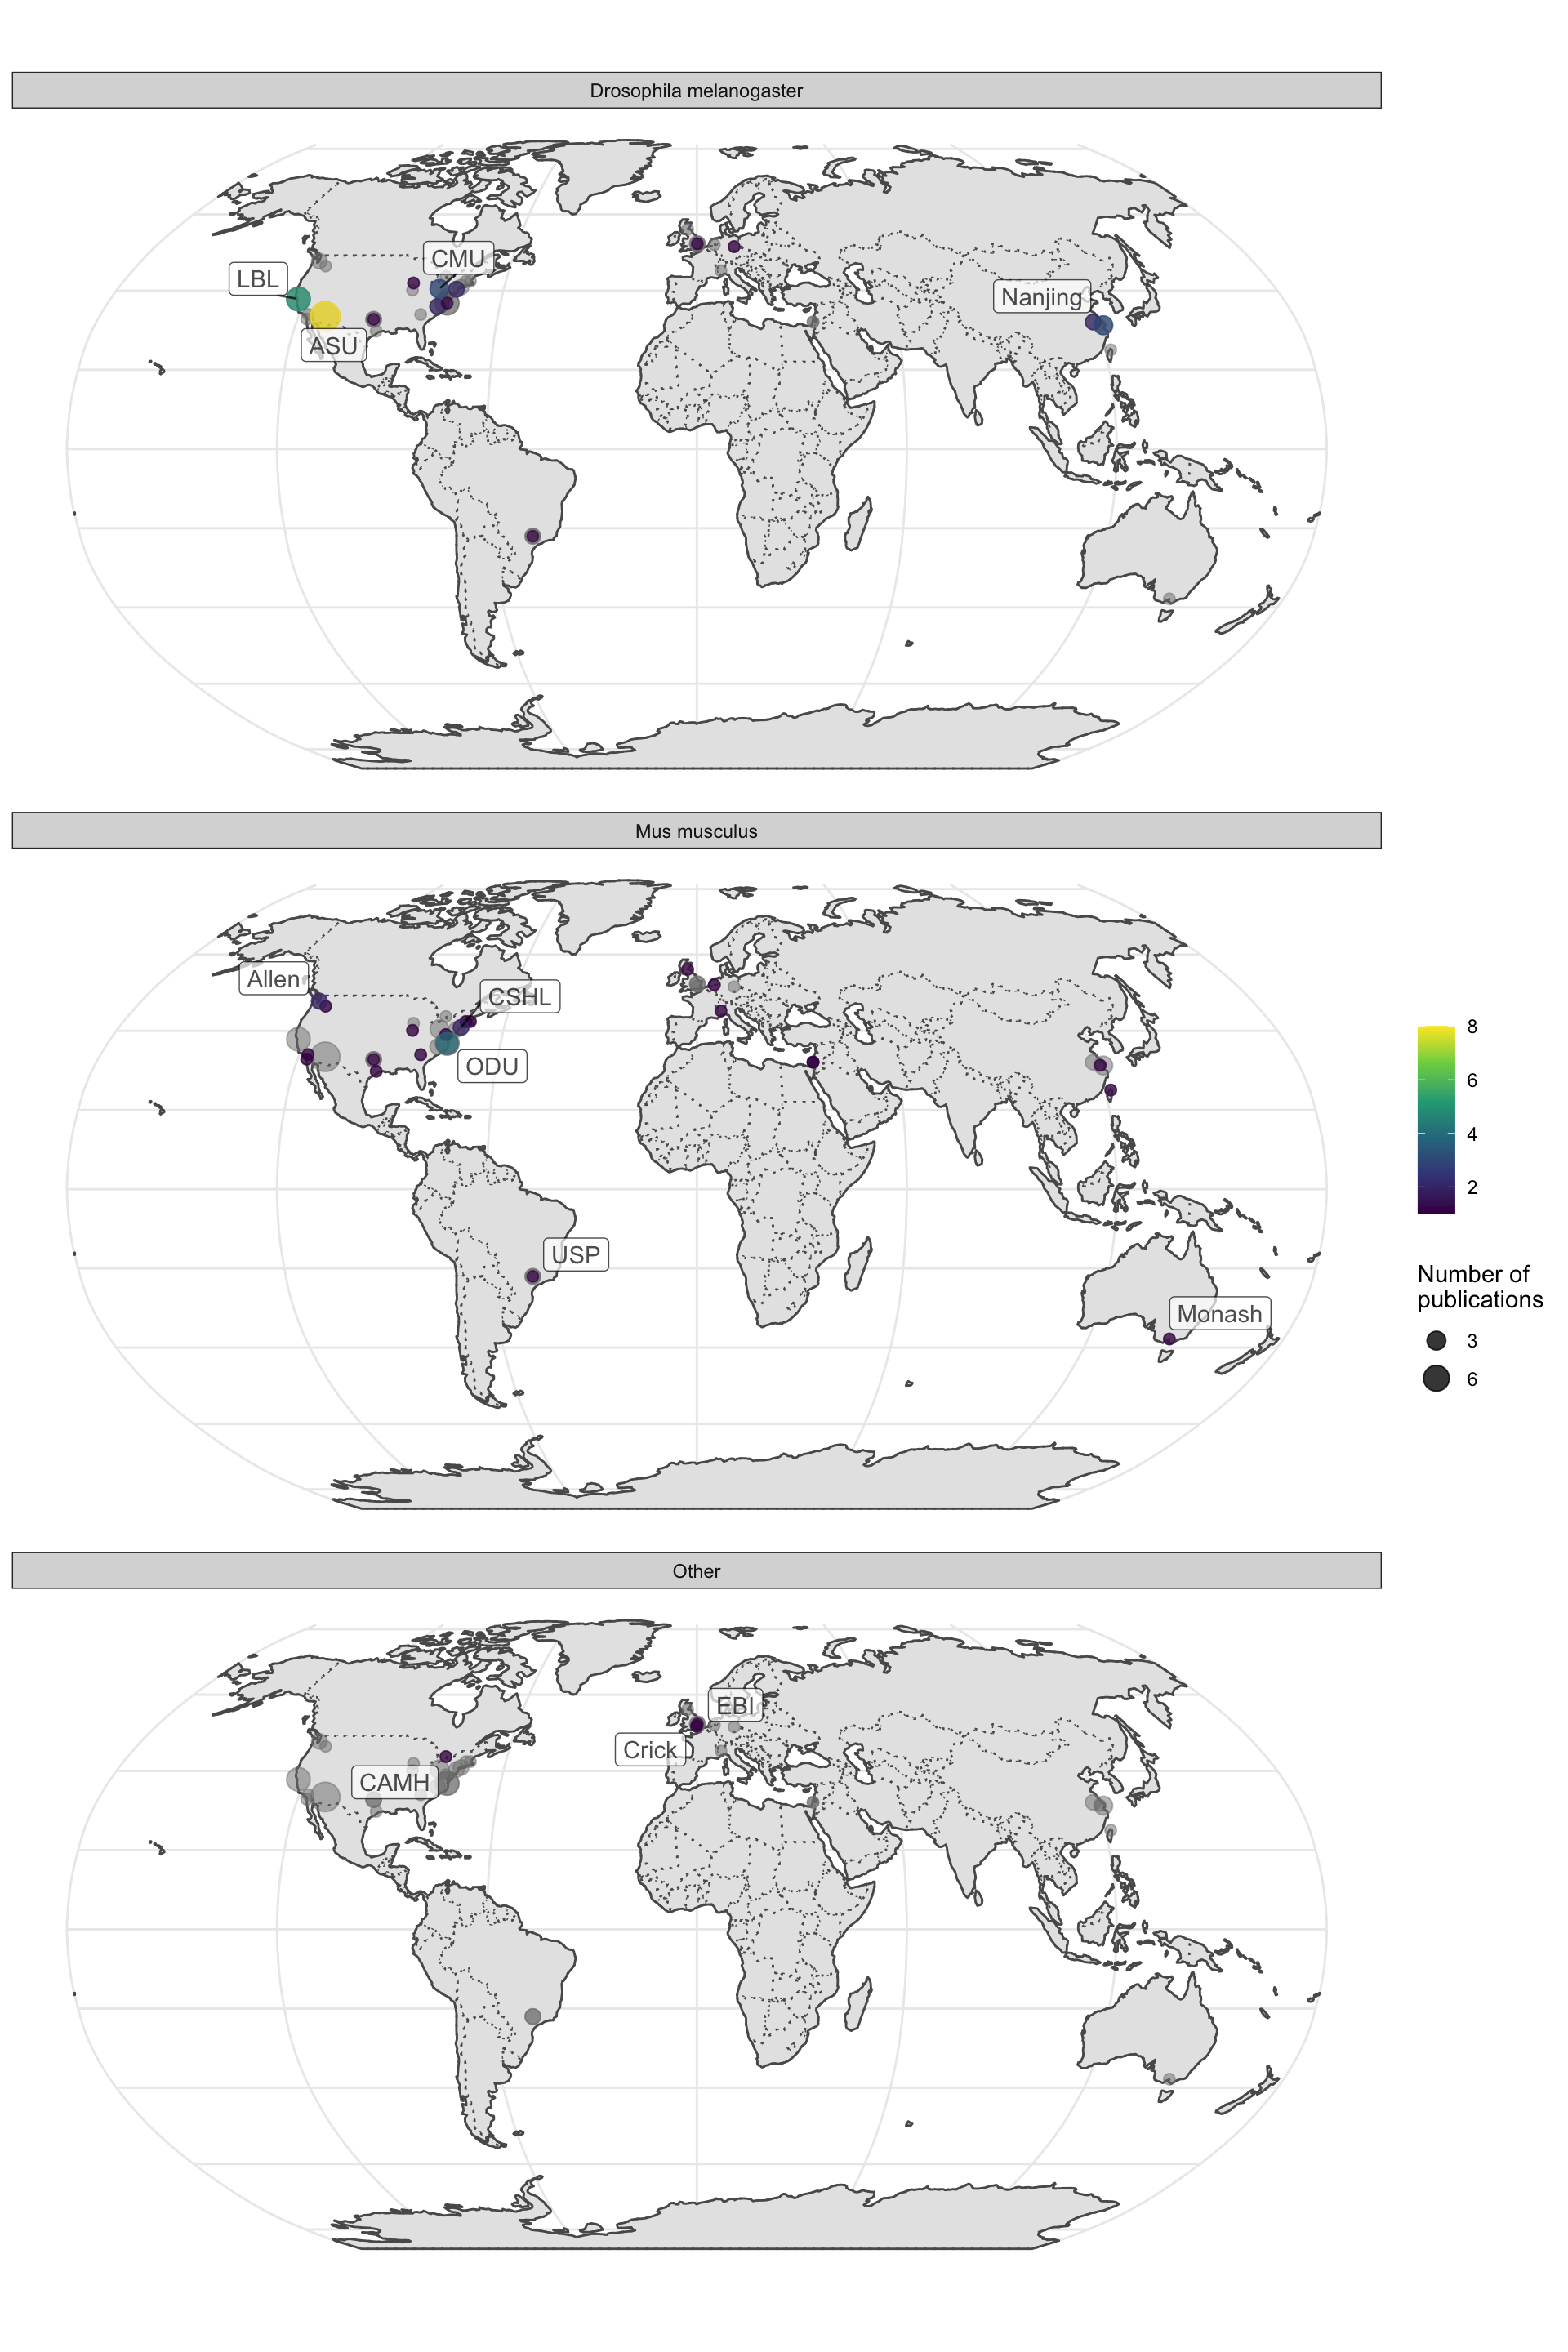 Drosophila melanogaster
CMU
LBL
Nanjing
ASU
Mus musculus
Allen
CSHL
ODU
USP
Monash
8
6
4
2
Number of
publications
3
6
Other
EBI
Crick
CAMH